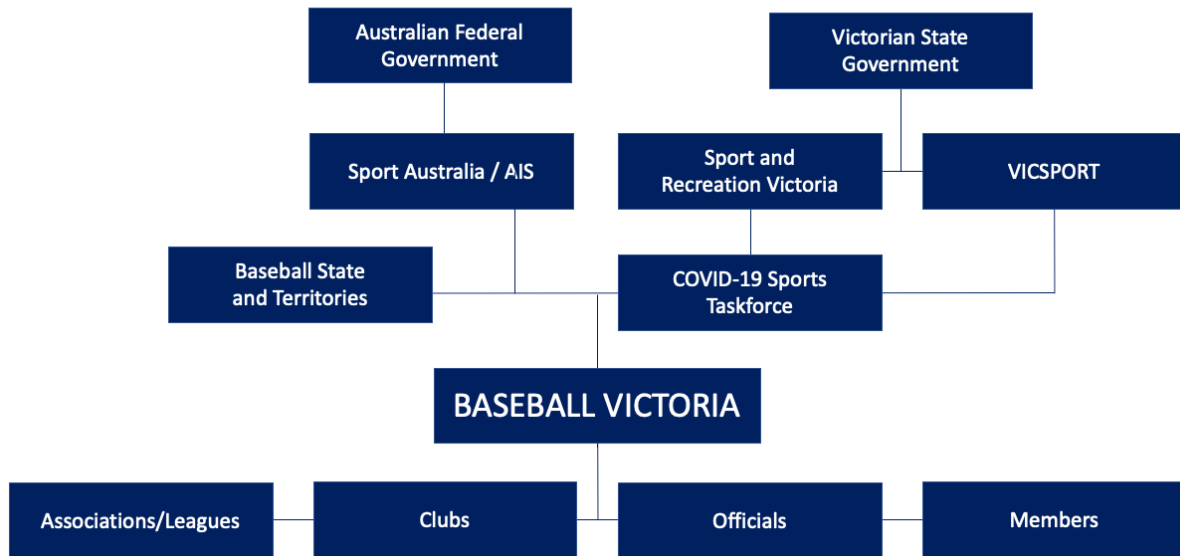 Australian Federal
Government
Victorian State
Government
Sport Australia / AIS
Sport and
Recreation Victoria
VICSPORT
Baseball State
and Territories
COVID-19 Sports
Taskforce
BASEBALL VICTORIA
Associations/Leagues
Clubs
Officials
Members